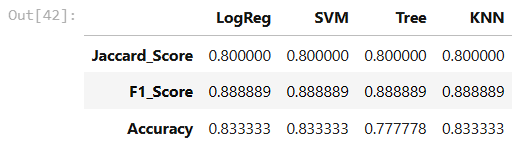 Out[42]:
LogReg SVM Tree KNN
Jaccard_Score 0.800000 0.800000 0.800000 0.800000
F1_Score 0.888889 0.888889 0.888889 0.888889
Accuracy 0.833333 0.833333 0.777778 0.833333